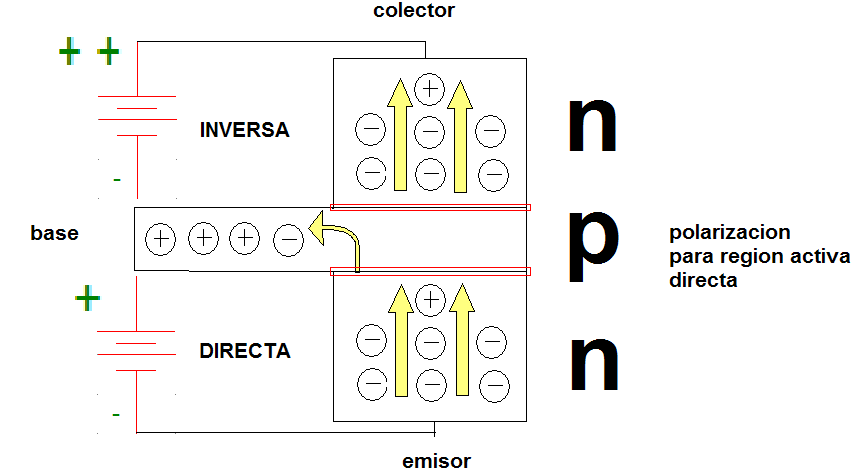 colector
+ +
+
INVERSA
- - -
n
- - -
-
base
+ + + -
p
polarizacion
para region activa
directa
+
+
- - -
DIRECTA
n
- - -
-
emisor